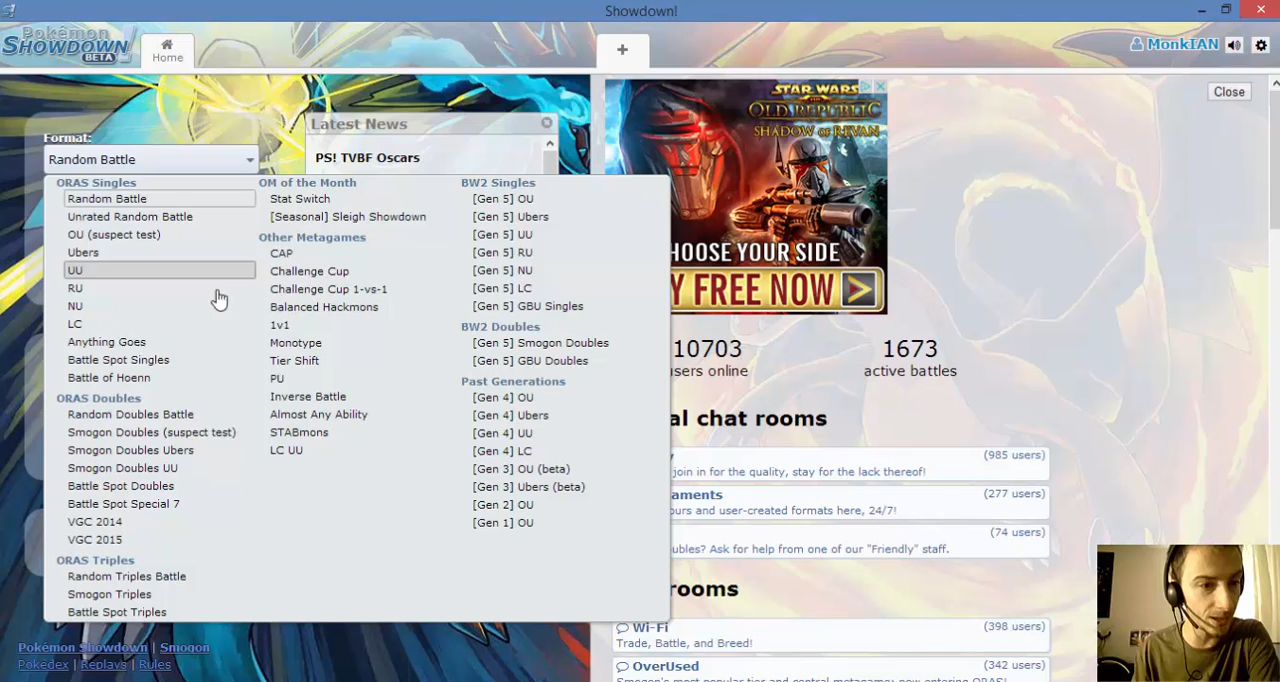 Showdown!
Pokémon
SHOWDOWN
BETA
Home
+
MonkIAN
Format:
Random Battle
ORAS Singles
Random Battle
Unrated Random Battle
OU (suspect test)
Ubers
UU
RU
NU
LC
Anything Goes
Battle Spot Singles
Battle of Hoenn
ORAS Doubles
Random Doubles Battle
Smogon Doubles (suspect test)
Smogon Doubles Ubers
Smogon Doubles UU
Battle Spot Doubles
Battle Spot Special 7
VGC 2014
VGC 2015
ORAS Triples
Random Triples Battle
Smogon Triples
Battle Spot Triples
OM of the Month
Stat Switch
[Seasonal] Sleigh Showdown
Other Metagames
CAP
Challenge Cup
Challenge Cup 1-vs-1
Balanced Hackmons
1v1
Monotype
Tier Shift
PU
Inverse Battle
Almost Any Ability
STABmons
LC UU
BW2 Singles
[Gen 5] OU
[Gen 5] Ubers
[Gen 5] UU
[Gen 5] RU
[Gen 5] NU
[Gen 5] LC
[Gen 5] GBU Singles
BW2 Doubles
[Gen 5] Smogon Doubles
[Gen 5] GBU Doubles
Past Generations
[Gen 4] OU
[Gen 4] Ubers
[Gen 4] UU
[Gen 4] LC
[Gen 3] OU (beta)
[Gen 3] Ubers (beta)
[Gen 2] OU
[Gen 1] OU
Pokémon Showdown | Smogon
Pokédex | Replays | Rules
Latest News
PS! TVBF Oscars
STAR WARS
THE OLD REPUBLIC
SHADOW OF REVAN
HOOSE YOUR SIDE
Y FREE NOW
Close
10703
users online
1673
active battles
al chat rooms
y (985 users)
join in for the quality, stay for the lack thereof!
aments (277 users)
ours and user-created formats here, 24/7!
(74 users)
ubles? Ask for help from one of our "Friendly" staff.
rooms
Wi-Fi (398 users)
Trade, Battle, and Breed!
OverUsed (342 users)
Smogon's most popular tier and central metagame: now entering ORAS!